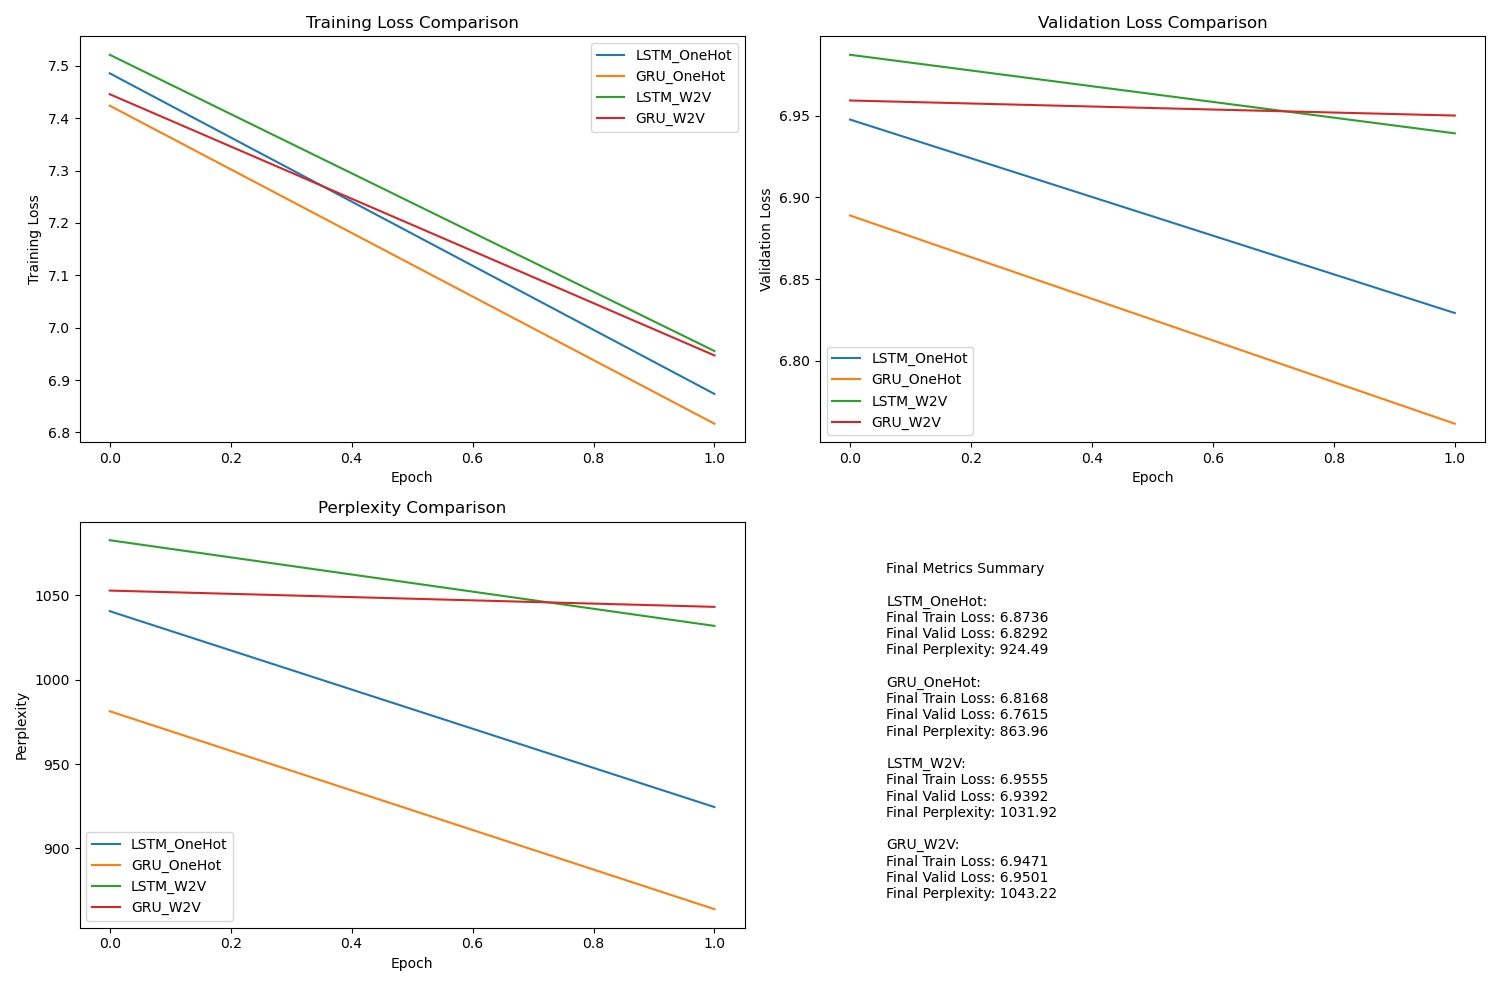 Training Loss Comparison
Training Loss
7.5
7.4
7.3
7.2
7.1
7.0
6.9
6.8
LSTM_OneHot
GRU_OneHot
LSTM_W2V
GRU_W2V
0.0 0.2 0.4 0.6 0.8 1.0
Epoch
Validation Loss Comparison
Validation Loss
6.95
6.90
6.85
6.80
LSTM_OneHot
GRU_OneHot
LSTM_W2V
GRU_W2V
0.0 0.2 0.4 0.6 0.8 1.0
Epoch
Perplexity Comparison
Perplexity
1050
1000
950
900
LSTM_OneHot
GRU_OneHot
LSTM_W2V
GRU_W2V
0.0 0.2 0.4 0.6 0.8 1.0
Epoch
Final Metrics Summary
LSTM_OneHot:
Final Train Loss: 6.8736
Final Valid Loss: 6.8292
Final Perplexity: 924.49
GRU_OneHot:
Final Train Loss: 6.8168
Final Valid Loss: 6.7615
Final Perplexity: 863.96
LSTM_W2V:
Final Train Loss: 6.9555
Final Valid Loss: 6.9392
Final Perplexity: 1031.92
GRU_W2V:
Final Train Loss: 6.9471
Final Valid Loss: 6.9501
Final Perplexity: 1043.22